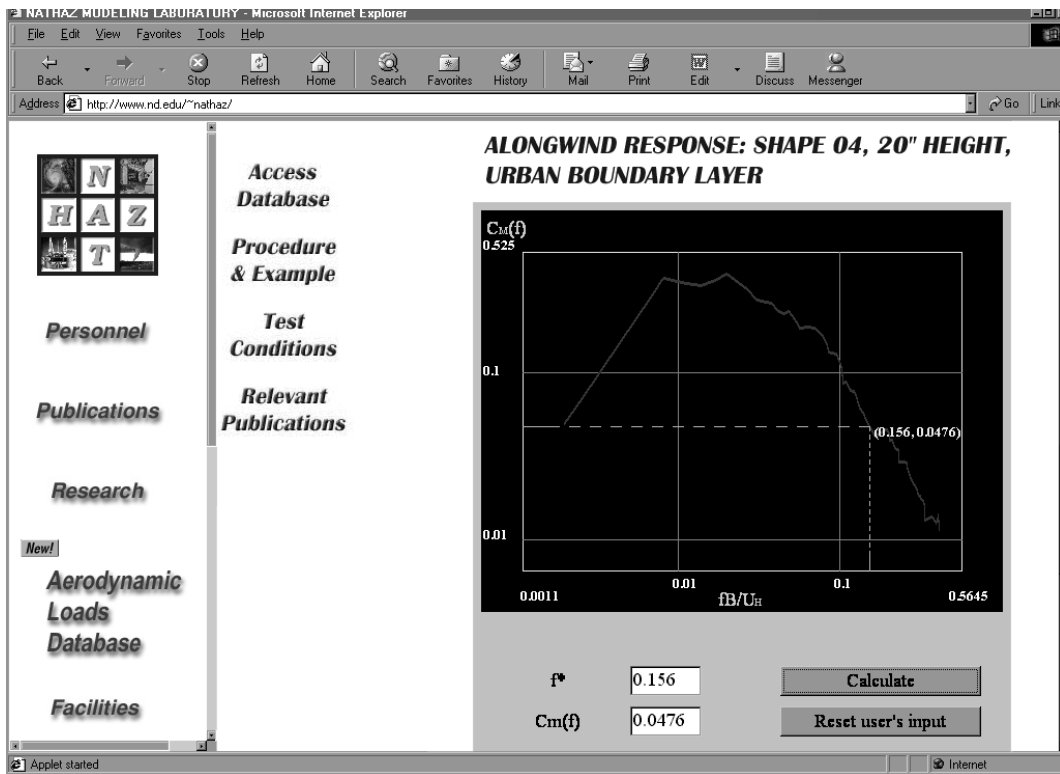 NATHAZ MODELING LABORATORY - Microsoft Internet Explorer
File Edit View Favorites Tools Help
Back Forward Stop Refresh Home Search Favorites History Mail Print Edit Discuss Messenger
Address http://www.nd.edu/~nathaz/ Go Link
N
H A Z
T
Personnel
Publications
Research
New!
Aerodynamic
Loads
Database
Facilities
Access
Database
Procedure
& Example
Test
Conditions
Relevant
Publications
ALONGWIND RESPONSE: SHAPE 04, 20" HEIGHT,
URBAN BOUNDARY LAYER
CM(f)
0.525
0.1
(0.156,0.0476)
0.01
0.01 0.1
0.0011 fB/UH 0.5645
f* 0.156 Calculate
Cm(f) 0.0476 Reset user's input
Applet started Internet